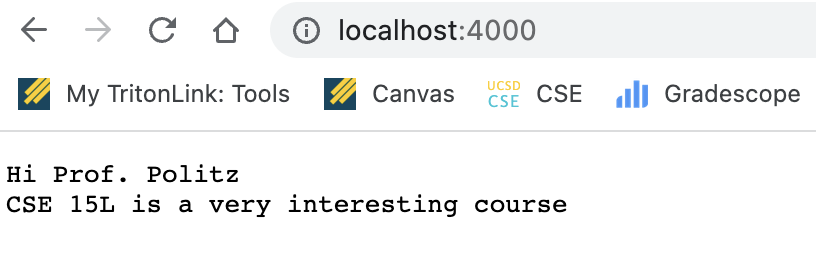 localhost:4000
My TritonLink: Tools Canvas UCSD CSE CSE Gradescope
Hi Prof. Politz
CSE 15L is a very interesting course